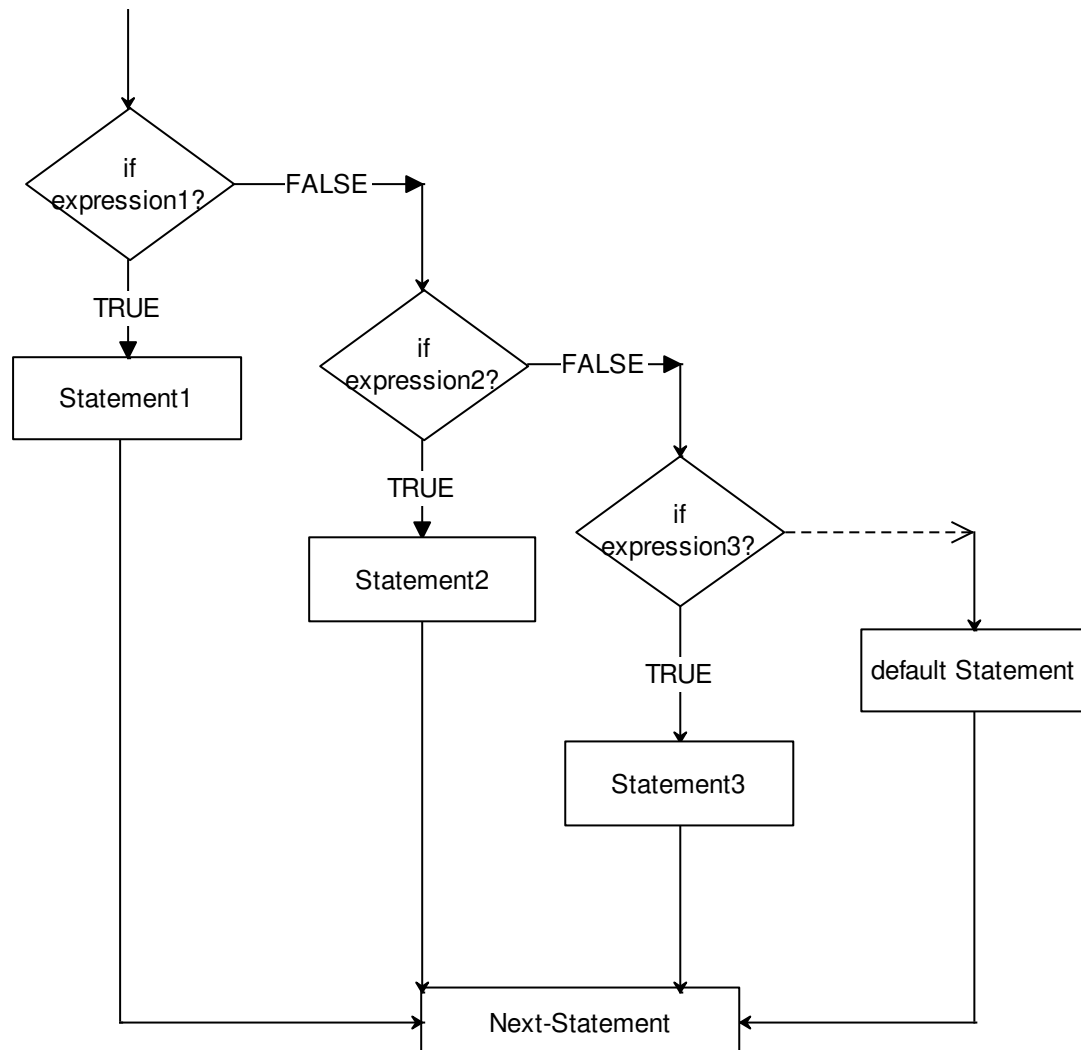 if
expression1?
FALSE
TRUE
Statement1
if
expression2?
FALSE
TRUE
Statement2
if
expression3?
TRUE
Statement3
default Statement
Next-Statement